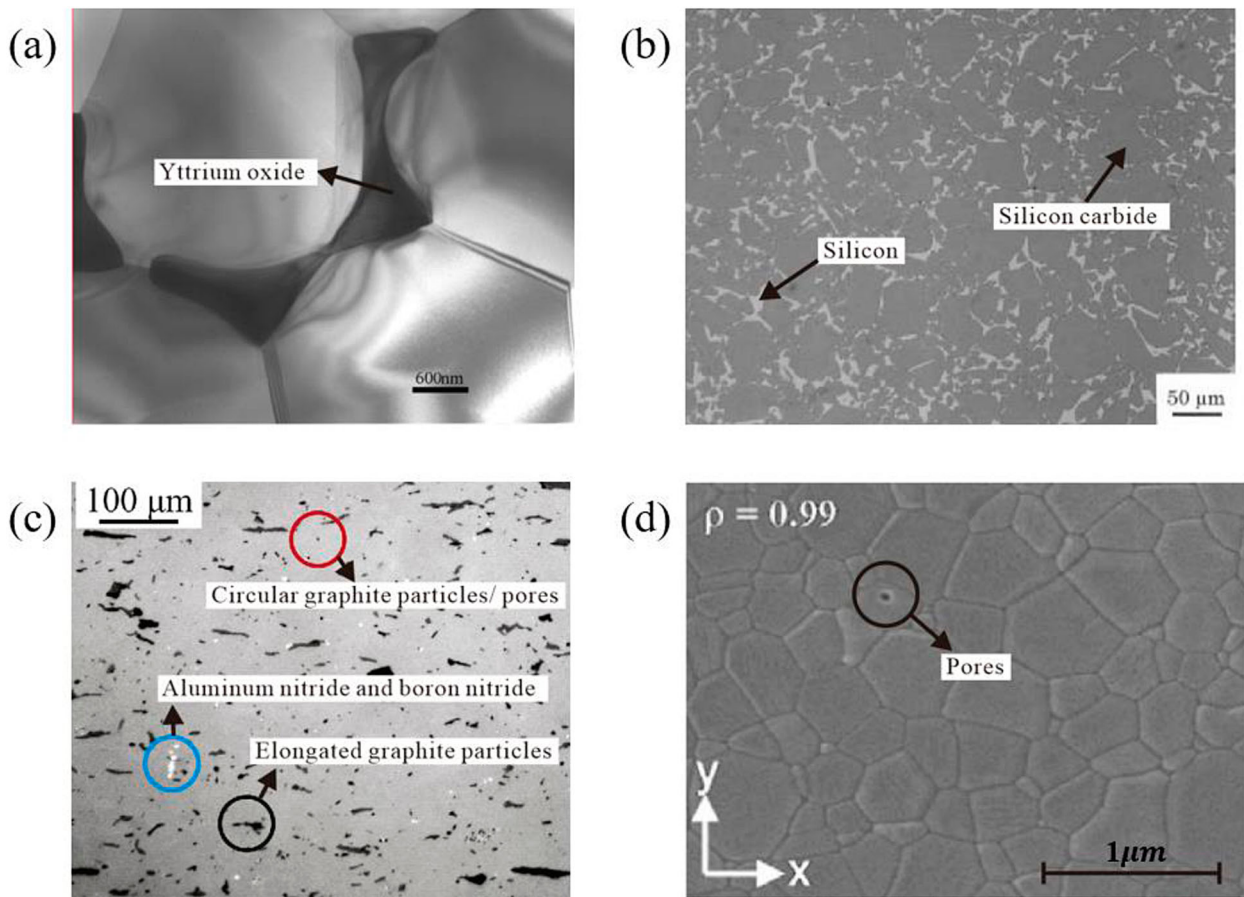 (a)
Yttrium oxide
600nm
(b)
Silicon carbide
Silicon
50 µm
(c)
100 µm
Circular graphite particles/ pores
Aluminum nitride and boron nitride
Elongated graphite particles
(d)
ρ = 0.99
Pores
y
x
1µm